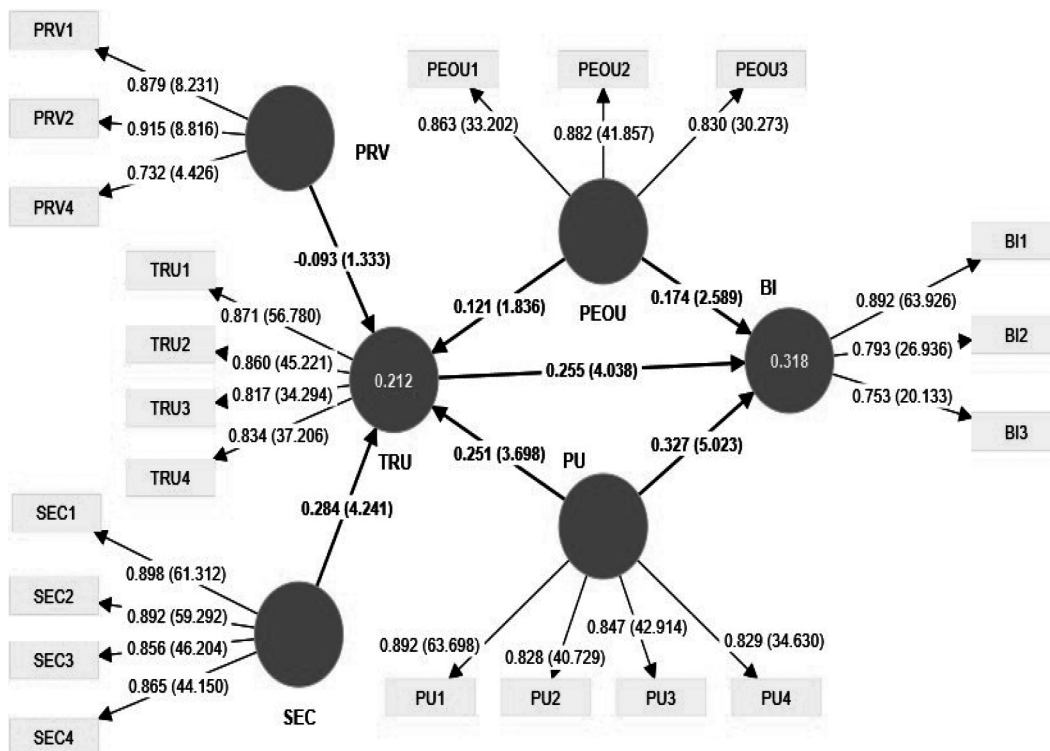 PRV1
0.879 (8.231)
PRV2
0.915 (8.816)
PRV4
0.732 (4.426)
PRV
PEOU1
PEOU2
PEOU3
0.863 (33.202)
0.882 (41.857)
0.830 (30.273)
PEOU
-0.093 (1.333)
0.121 (1.836)
0.174 (2.589)
TRU1
0.871 (56.780)
TRU2
0.860 (45.221)
TRU3
0.817 (34.294)
TRU4
0.834 (37.206)
0.212
TRU
0.255 (4.038)
BI
0.318
BI1
0.892 (63.926)
BI2
0.793 (26.936)
BI3
0.753 (20.133)
0.251 (3.698)
PU
0.327 (5.023)
0.284 (4.241)
SEC1
0.898 (61.312)
SEC2
0.892 (59.292)
SEC3
0.856 (46.204)
SEC4
0.865 (44.150)
SEC
0.892 (63.698)
0.828 (40.729)
0.847 (42.914)
0.829 (34.630)
PU1
PU2
PU3
PU4